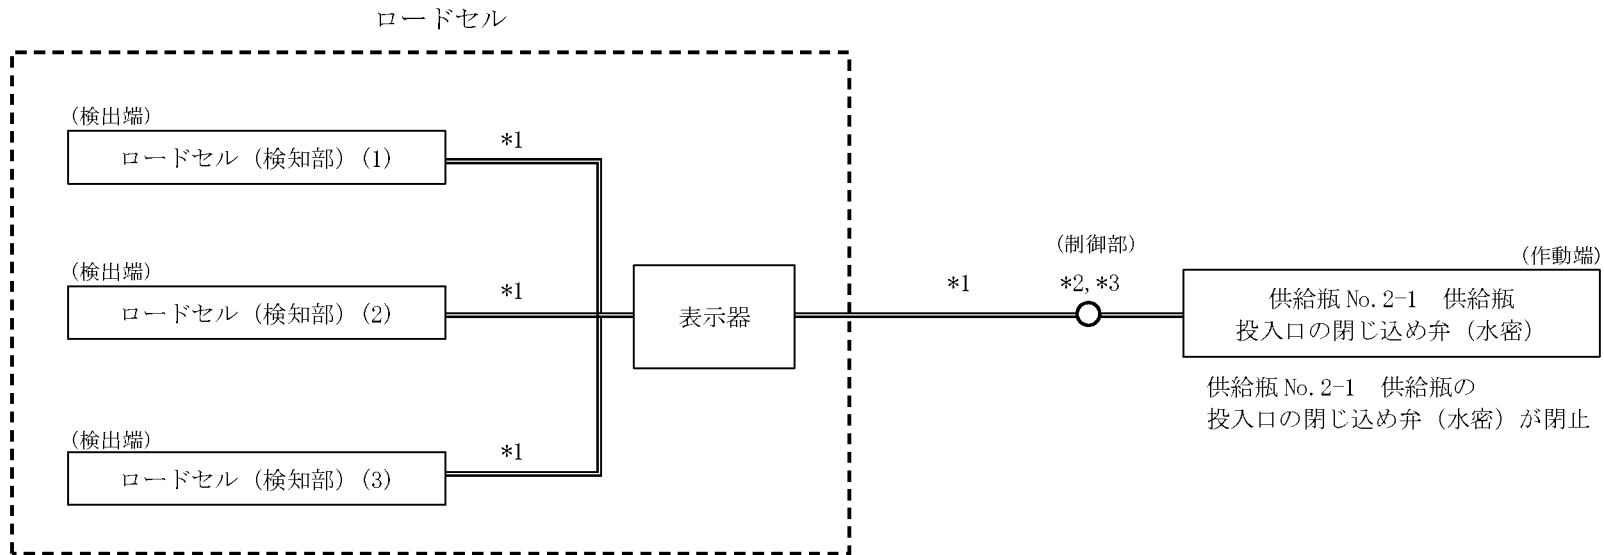 ロードセル
(検出端)
ロードセル（検知部）(1)
*1
(検出端)
ロードセル（検知部）(2)
*1
(検出端)
ロードセル（検知部）(3)
*1
表示器
*1
(制御部)
*2,*3
(作動端)
供給瓶 No.2-1　供給瓶
投入口の閉じ込め弁（水密）
供給瓶 No.2-1　供給瓶の
投入口の閉じ込め弁（水密）が閉止